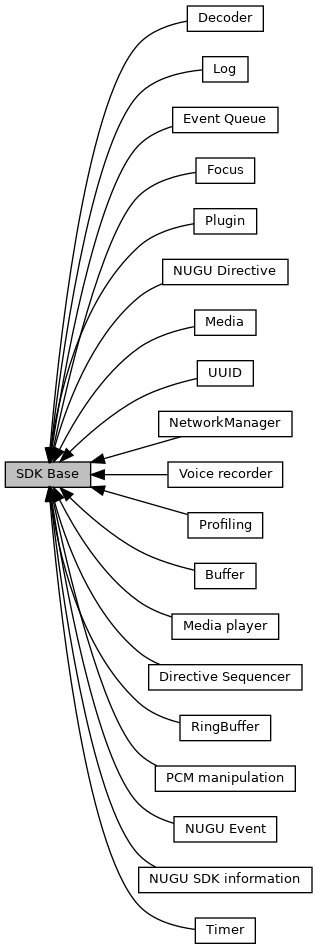 Decoder
Log
Event Queue
Focus
Plugin
NUGU Directive
Media
UUID
NetworkManager
SDK Base
Voice recorder
Profiling
Buffer
Media player
Directive Sequencer
RingBuffer
PCM manipulation
NUGU Event
NUGU SDK information
Timer